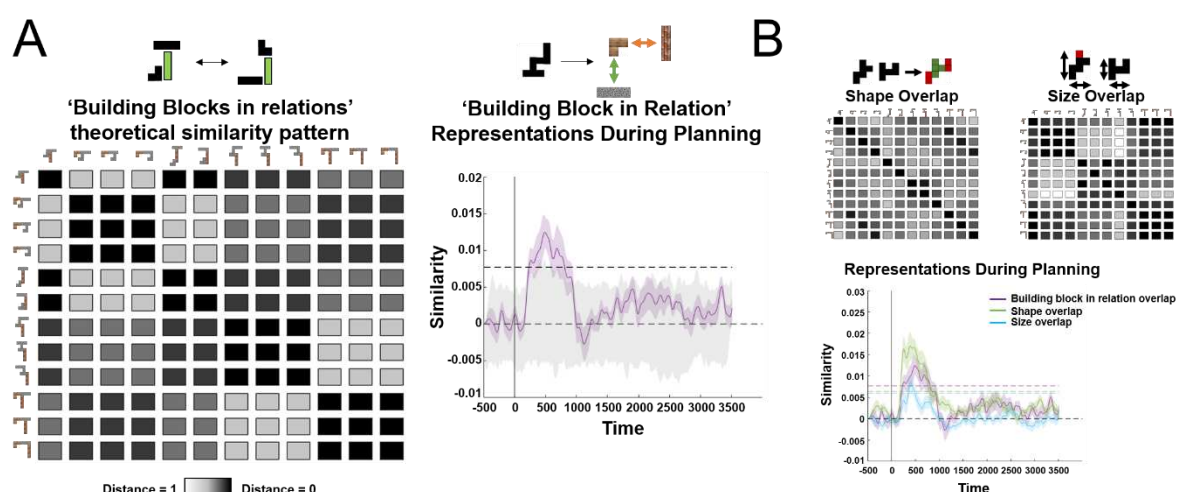 A
B
'Building Blocks in relations'
theoretical similarity pattern
Distance = 1
Distance = 0
'Building Block in Relation'
Representations During Planning
0.02
0.015
0.01
0.005
0
-0.005
-0.01
Similarity
-500 0 500 1000 1500 2000 2500 3000 3500
Time
Shape Overlap
Size Overlap
Representations During Planning
0.03
0.025
0.02
0.015
0.01
0.005
0
-0.005
-0.01
Similarity
Building block in relation overlap
Shape overlap
Size overlap
-500 0 500 1000 1500 2000 2500 3000 3500
Time